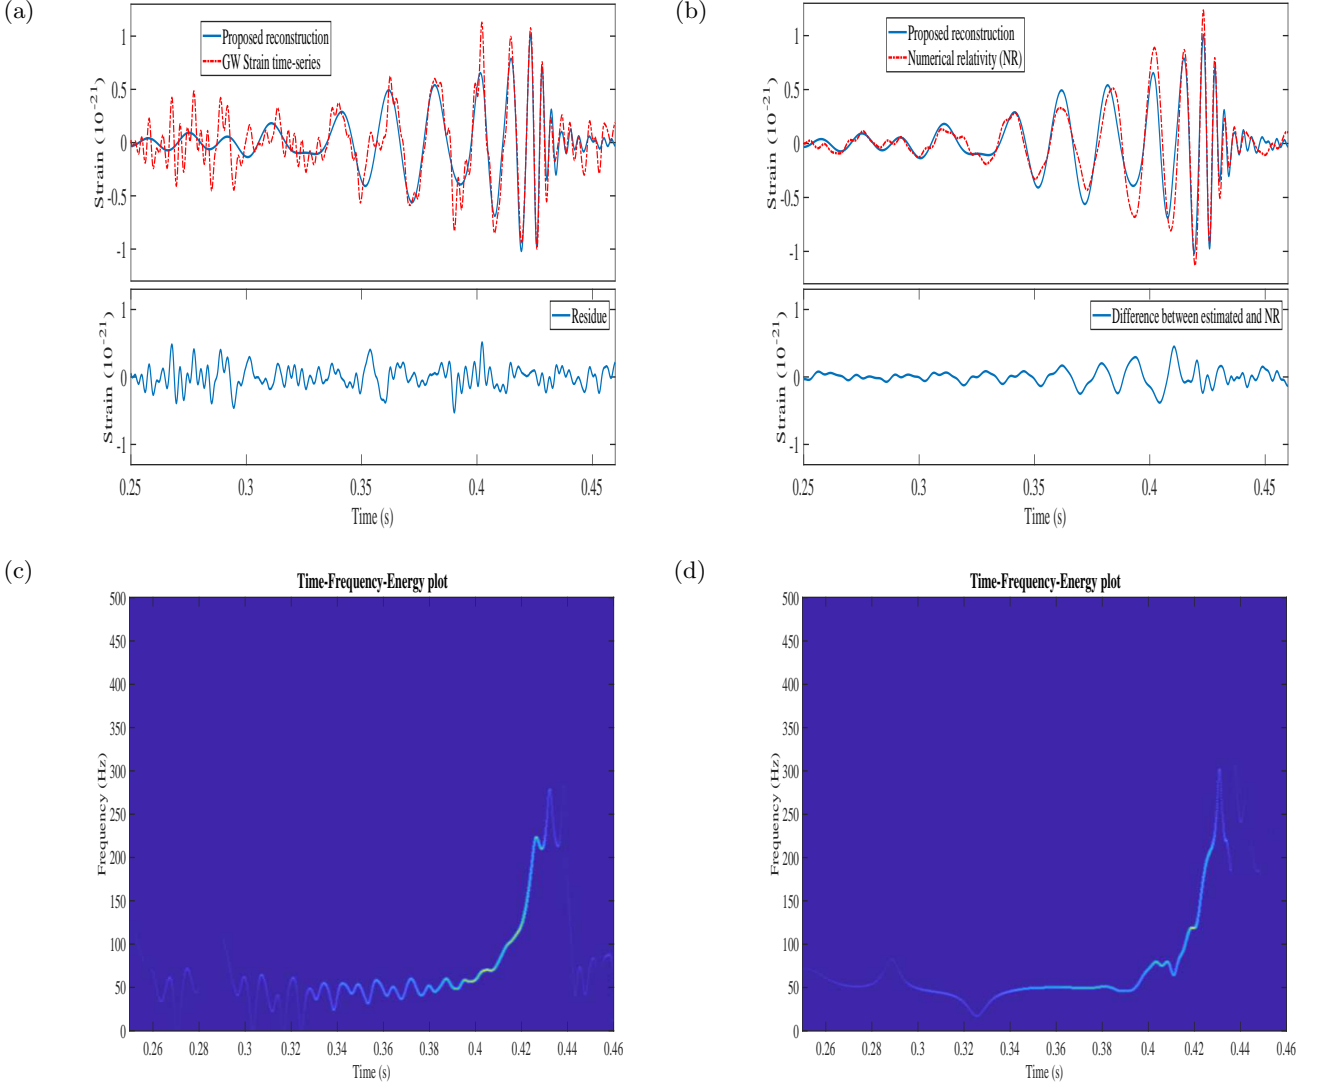 (a)
Proposed reconstruction
GW Strain time-series
Strain (10^-21)
1
0.5
0
-0.5
-1
Residue
Strain (10^-21)
1
0
-1
0.25 0.3 0.35 0.4 0.45
Time (s)
(b)
Proposed reconstruction
Numerical relativity (NR)
Strain (10^-21)
1
0.5
0
-0.5
-1
Difference between estimated and NR
Strain (10^-21)
1
0
-1
0.25 0.3 0.35 0.4 0.45
Time (s)
(c)
Time-Frequency-Energy plot
Frequency (Hz)
500
450
400
350
300
250
200
150
100
50
0
0.26 0.28 0.3 0.32 0.34 0.36 0.38 0.4 0.42 0.44 0.46
Time (s)
(d)
Time-Frequency-Energy plot
Frequency (Hz)
500
450
400
350
300
250
200
150
100
50
0
0.26 0.28 0.3 0.32 0.34 0.36 0.38 0.4 0.42 0.44 0.46
Time (s)